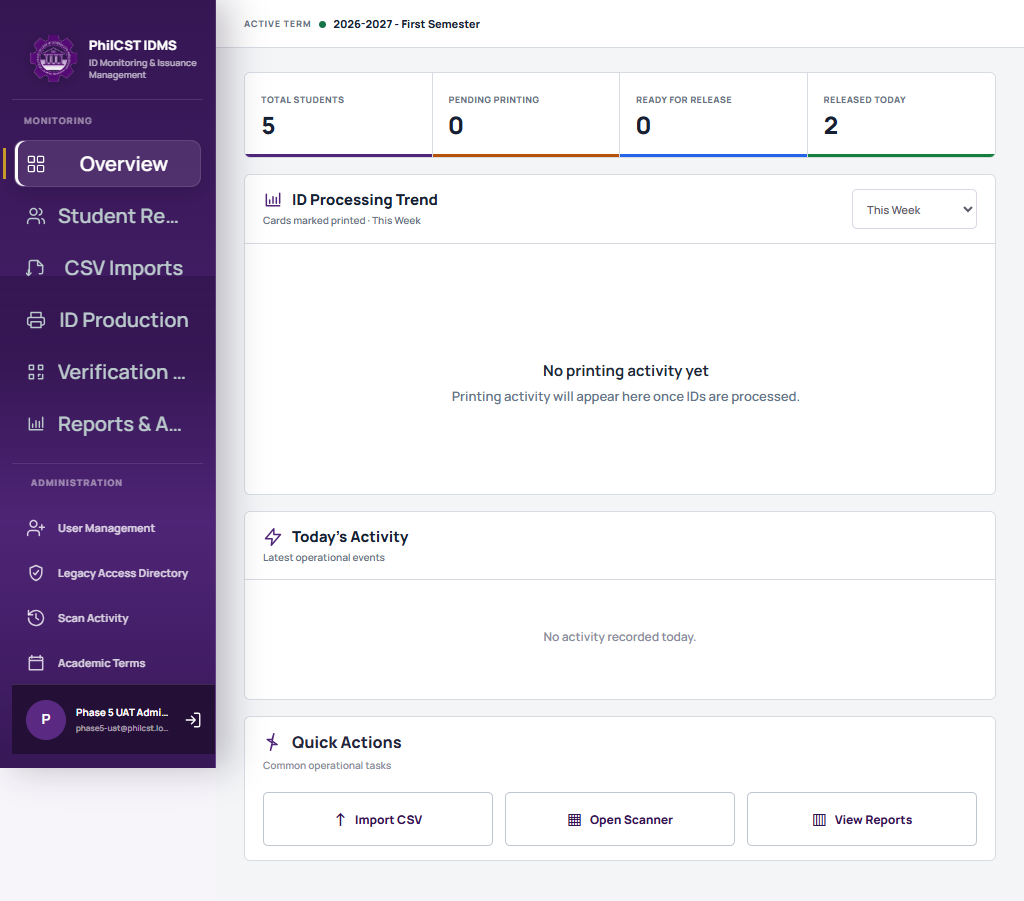 PhilCST IDMS
ID Monitoring & Issuance
Management
MONITORING
Overview
Student Re...
CSV Imports
ID Production
Verification ...
Reports & A...
ADMINISTRATION
User Management
Legacy Access Directory
Scan Activity
Academic Terms
P
Phase 5 UAT Admi...
phase5-uat@philcst.lo...
ACTIVE TERM
2026-2027 - First Semester
TOTAL STUDENTS
5
PENDING PRINTING
0
READY FOR RELEASE
0
RELEASED TODAY
2
ID Processing Trend
Cards marked printed · This Week
This Week
No printing activity yet
Printing activity will appear here once IDs are processed.
Today's Activity
Latest operational events
No activity recorded today.
Quick Actions
Common operational tasks
Import CSV
Open Scanner
View Reports